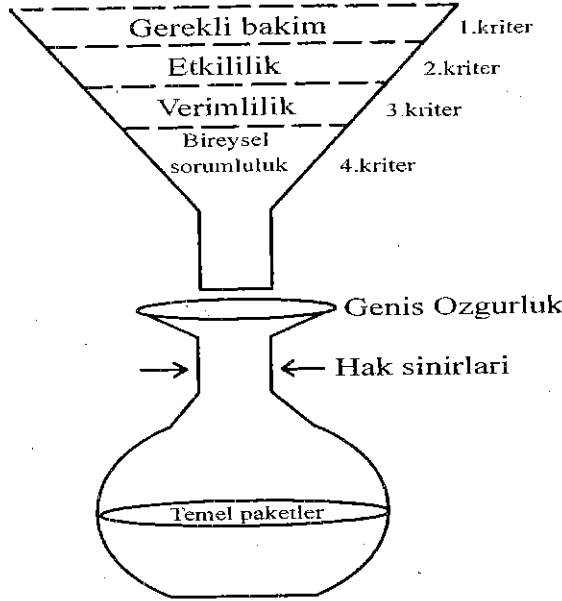 Gerekli bakim
1.kriter
Etkililik
2.kriter
Verimlilik
3.kriter
Bireysel
sorumluluk
4.kriter
Genis Ozgurluk
Hak sinirlari
Temel paketler